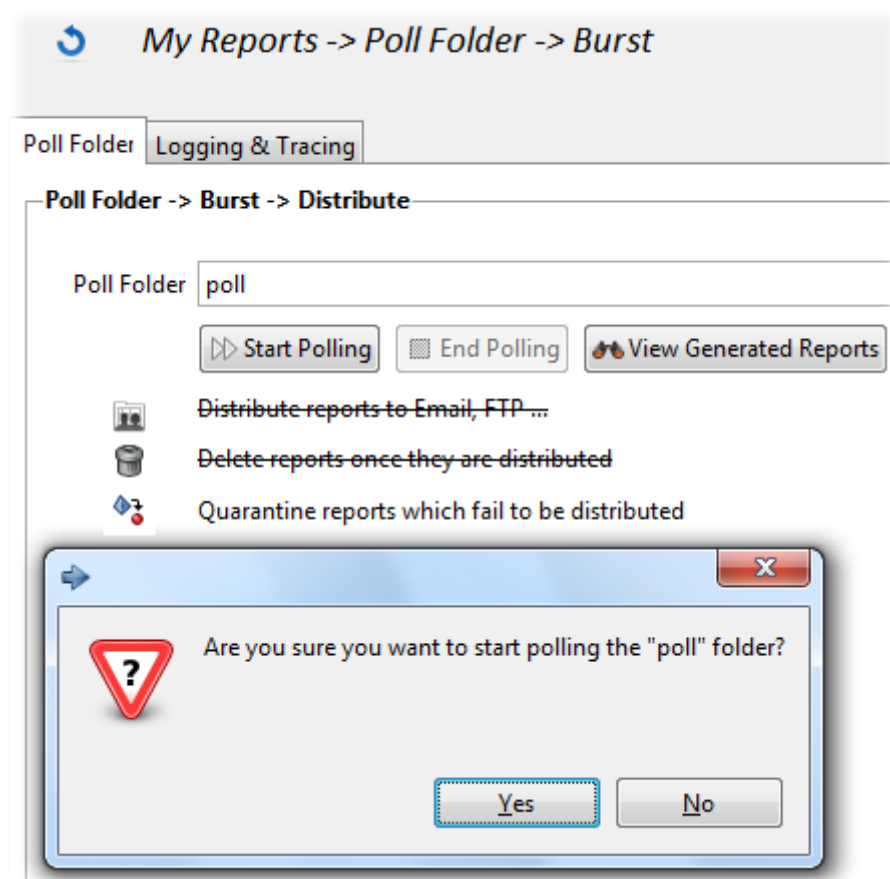 My Reports -> Poll Folder -> Burst
Poll Folder Logging & Tracing
Poll Folder -> Burst -> Distribute
Poll Folder poll
Start Polling End Polling View Generated Reports
Distribute reports to Email, FTP ...
Delete reports once they are distributed
Quarantine reports which fail to be distributed
Are you sure you want to start polling the "poll" folder?
?
Yes No